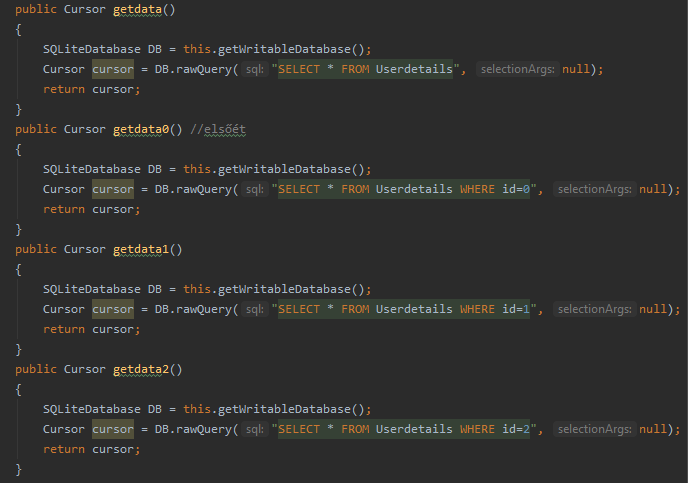 public Cursor getdata()
{
    SQLiteDatabase DB = this.getWritableDatabase();
    Cursor cursor = DB.rawQuery( sql: "SELECT * FROM Userdetails", selectionArgs: null);
    return cursor;
}
public Cursor getdata0() //elsőét
{
    SQLiteDatabase DB = this.getWritableDatabase();
    Cursor cursor = DB.rawQuery( sql: "SELECT * FROM Userdetails WHERE id=0", selectionArgs: null);
    return cursor;
}
public Cursor getdata1()
{
    SQLiteDatabase DB = this.getWritableDatabase();
    Cursor cursor = DB.rawQuery( sql: "SELECT * FROM Userdetails WHERE id=1", selectionArgs: null);
    return cursor;
}
public Cursor getdata2()
{
    SQLiteDatabase DB = this.getWritableDatabase();
    Cursor cursor = DB.rawQuery( sql: "SELECT * FROM Userdetails WHERE id=2", selectionArgs: null);
    return cursor;
}